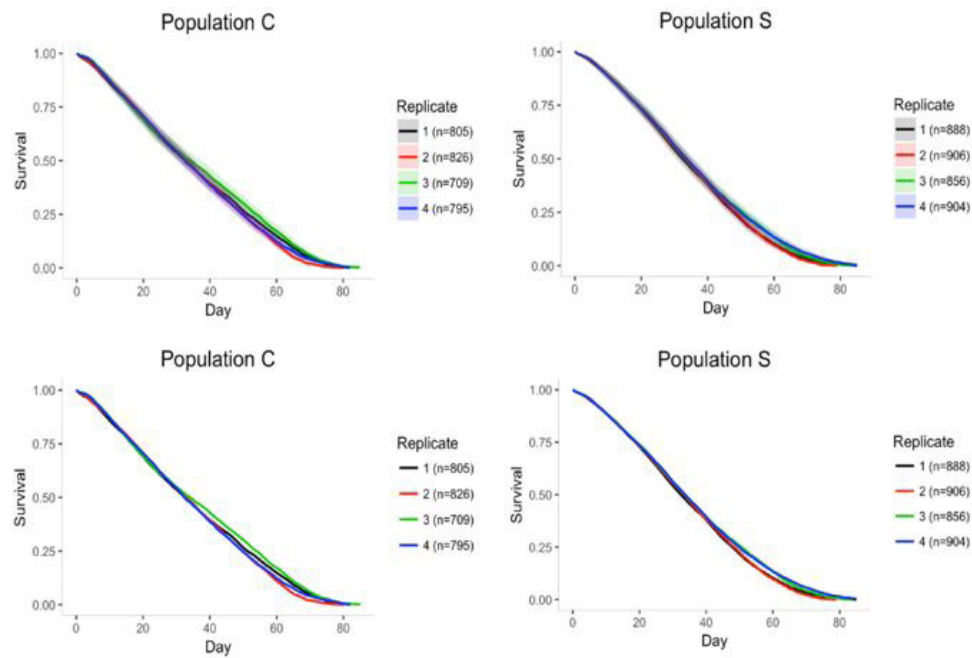 Population C
1.00
0.75
0.50
0.25
0.00
Survival
0 20 40 60 80
Day
Replicate
1 (n=805)
2 (n=826)
3 (n=709)
4 (n=795)
Population S
1.00
0.75
0.50
0.25
0.00
Survival
0 20 40 60 80
Day
Replicate
1 (n=888)
2 (n=906)
3 (n=856)
4 (n=904)
Population C
1.00
0.75
0.50
0.25
0.00
Survival
0 20 40 60 80
Day
Replicate
1 (n=805)
2 (n=826)
3 (n=709)
4 (n=795)
Population S
1.00
0.75
0.50
0.25
0.00
Survival
0 20 40 60 80
Day
Replicate
1 (n=888)
2 (n=906)
3 (n=856)
4 (n=904)